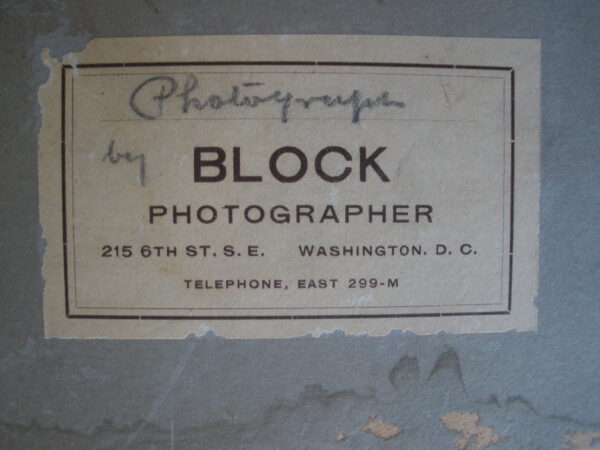 Photograph
by
BLOCK
PHOTOGRAPHER
215 6TH ST. S. E. WASHINGTON. D. C.
TELEPHONE, EAST 299-M